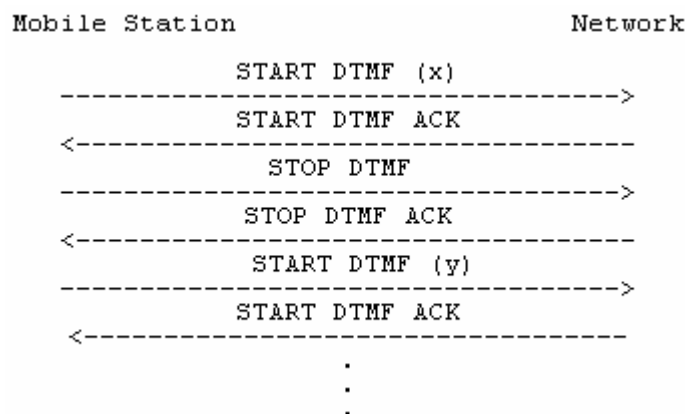 Mobile Station Network
START DTMF (x)
START DTMF ACK
STOP DTMF
STOP DTMF ACK
START DTMF (y)
START DTMF ACK